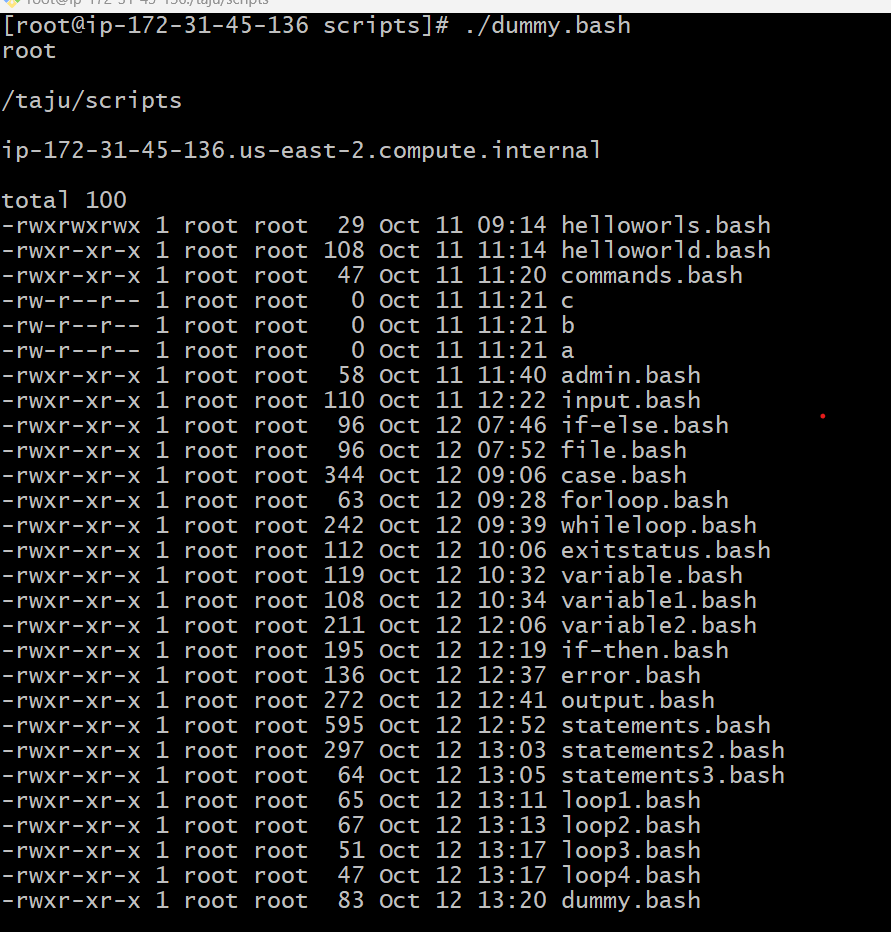 root@ip-172-31-45-136:/taju/scripts
[root@ip-172-31-45-136 scripts]# ./dummy.bash
root
/taju/scripts
ip-172-31-45-136.us-east-2.compute.internal
total 100
-rwxrwxrwx 1 root root  29 Oct 11 09:14 helloworls.bash
-rwxr-xr-x 1 root root 108 Oct 11 11:14 helloworld.bash
-rwxr-xr-x 1 root root  47 Oct 11 11:20 commands.bash
-rw-r--r-- 1 root root   0 Oct 11 11:21 c
-rw-r--r-- 1 root root   0 Oct 11 11:21 b
-rw-r--r-- 1 root root   0 Oct 11 11:21 a
-rwxr-xr-x 1 root root  58 Oct 11 11:40 admin.bash
-rwxr-xr-x 1 root root 110 Oct 11 12:22 input.bash
-rwxr-xr-x 1 root root  96 Oct 12 07:46 if-else.bash
-rwxr-xr-x 1 root root  96 Oct 12 07:52 file.bash
-rwxr-xr-x 1 root root 344 Oct 12 09:06 case.bash
-rwxr-xr-x 1 root root  63 Oct 12 09:28 forloop.bash
-rwxr-xr-x 1 root root 242 Oct 12 09:39 whileloop.bash
-rwxr-xr-x 1 root root 112 Oct 12 10:06 exitstatus.bash
-rwxr-xr-x 1 root root 119 Oct 12 10:32 variable.bash
-rwxr-xr-x 1 root root 108 Oct 12 10:34 variable1.bash
-rwxr-xr-x 1 root root 211 Oct 12 12:06 variable2.bash
-rwxr-xr-x 1 root root 195 Oct 12 12:19 if-then.bash
-rwxr-xr-x 1 root root 136 Oct 12 12:37 error.bash
-rwxr-xr-x 1 root root 272 Oct 12 12:41 output.bash
-rwxr-xr-x 1 root root 595 Oct 12 12:52 statements.bash
-rwxr-xr-x 1 root root 297 Oct 12 13:03 statements2.bash
-rwxr-xr-x 1 root root  64 Oct 12 13:05 statements3.bash
-rwxr-xr-x 1 root root  65 Oct 12 13:11 loop1.bash
-rwxr-xr-x 1 root root  67 Oct 12 13:13 loop2.bash
-rwxr-xr-x 1 root root  51 Oct 12 13:17 loop3.bash
-rwxr-xr-x 1 root root  47 Oct 12 13:17 loop4.bash
-rwxr-xr-x 1 root root  83 Oct 12 13:20 dummy.bash